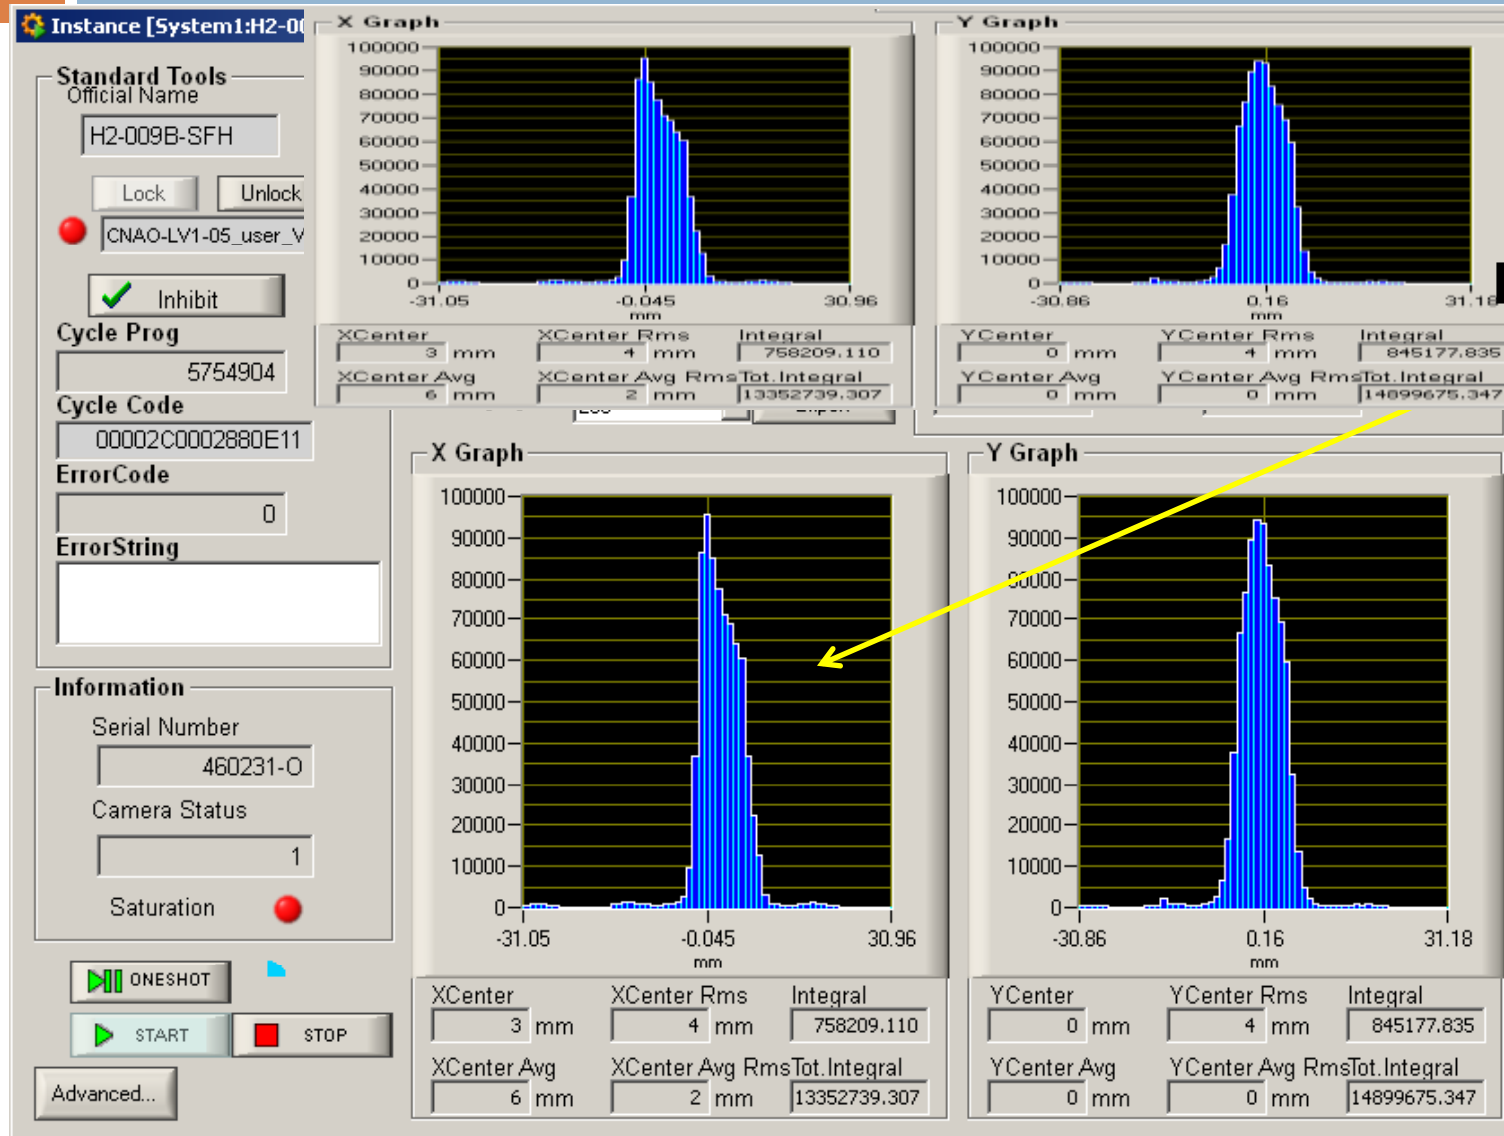 Instance [System1:H2-00
Standard Tools
Official Name
H2-009B-SFH
Lock Unlock
CNAO-LV1-05_user_V
Inhibit
Cycle Prog
5754904
Cycle Code
00002C0002880E11
ErrorCode
0
ErrorString
Information
Serial Number
460231-O
Camera Status
1
Saturation
ONESHOT
START STOP
Advanced...
X Graph
100000
90000
80000
70000
60000
50000
40000
30000
20000
10000
0
-31.05 -0.045 30.96
mm
XCenter XCenter Rms Integral
3 mm 4 mm 758209.110
XCenter Avg XCenter Avg Rms Tot.Integral
6 mm 2 mm 13352739.307
Y Graph
100000
90000
80000
70000
60000
50000
40000
30000
20000
10000
0
-30.86 0.16 31.18
mm
YCenter YCenter Rms Integral
0 mm 4 mm 845177.835
YCenter Avg YCenter Avg Rms Tot.Integral
0 mm 0 mm 14899675.347
X Graph
100000
90000
80000
70000
60000
50000
40000
30000
20000
10000
0
-31.05 -0.045 30.96
mm
XCenter XCenter Rms Integral
3 mm 4 mm 758209.110
XCenter Avg XCenter Avg Rms Tot.Integral
6 mm 2 mm 13352739.307
Y Graph
100000
90000
80000
70000
60000
50000
40000
30000
20000
10000
0
-30.86 0.16 31.18
mm
YCenter YCenter Rms Integral
0 mm 4 mm 845177.835
YCenter Avg YCenter Avg Rms Tot.Integral
0 mm 0 mm 14899675.347